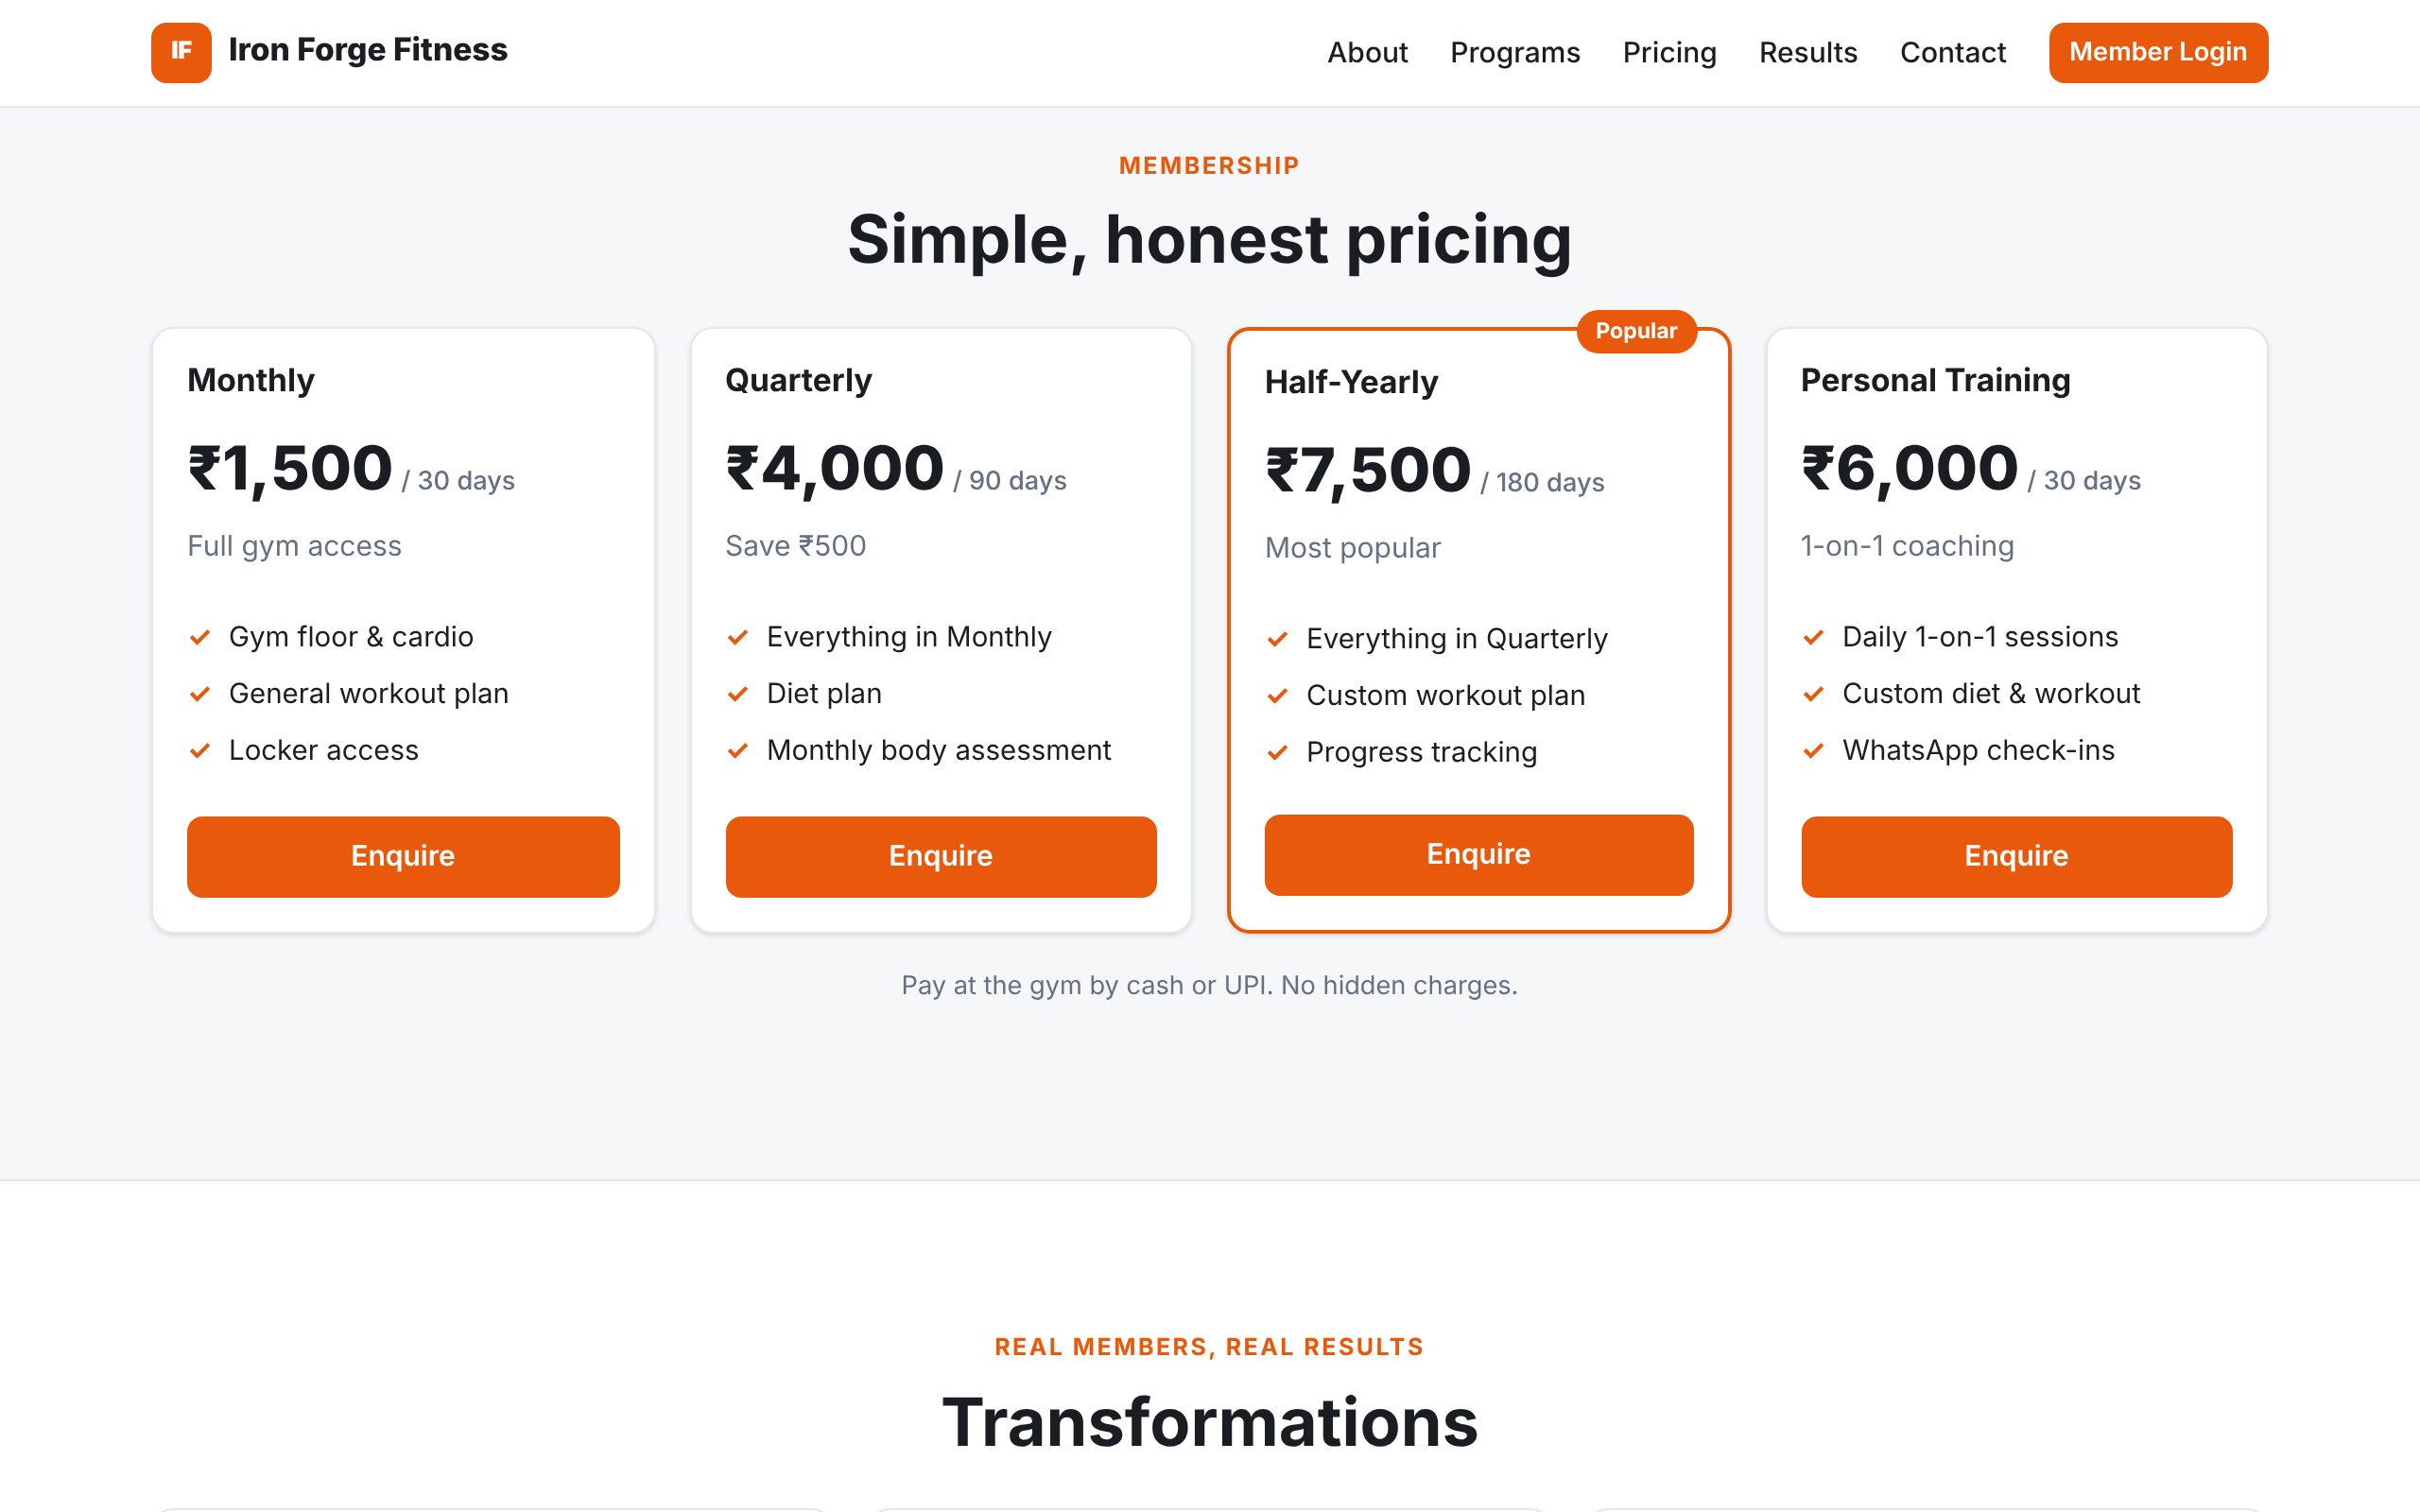 IF
Iron Forge Fitness
About
Programs
Pricing
Results
Contact
Member Login
MEMBERSHIP
Simple, honest pricing
Monthly
₹1,500 / 30 days
Full gym access
Gym floor & cardio
General workout plan
Locker access
Enquire
Quarterly
₹4,000 / 90 days
Save ₹500
Everything in Monthly
Diet plan
Monthly body assessment
Enquire
Popular
Half-Yearly
₹7,500 / 180 days
Most popular
Everything in Quarterly
Custom workout plan
Progress tracking
Enquire
Personal Training
₹6,000 / 30 days
1-on-1 coaching
Daily 1-on-1 sessions
Custom diet & workout
WhatsApp check-ins
Enquire
Pay at the gym by cash or UPI. No hidden charges.
REAL MEMBERS, REAL RESULTS
Transformations